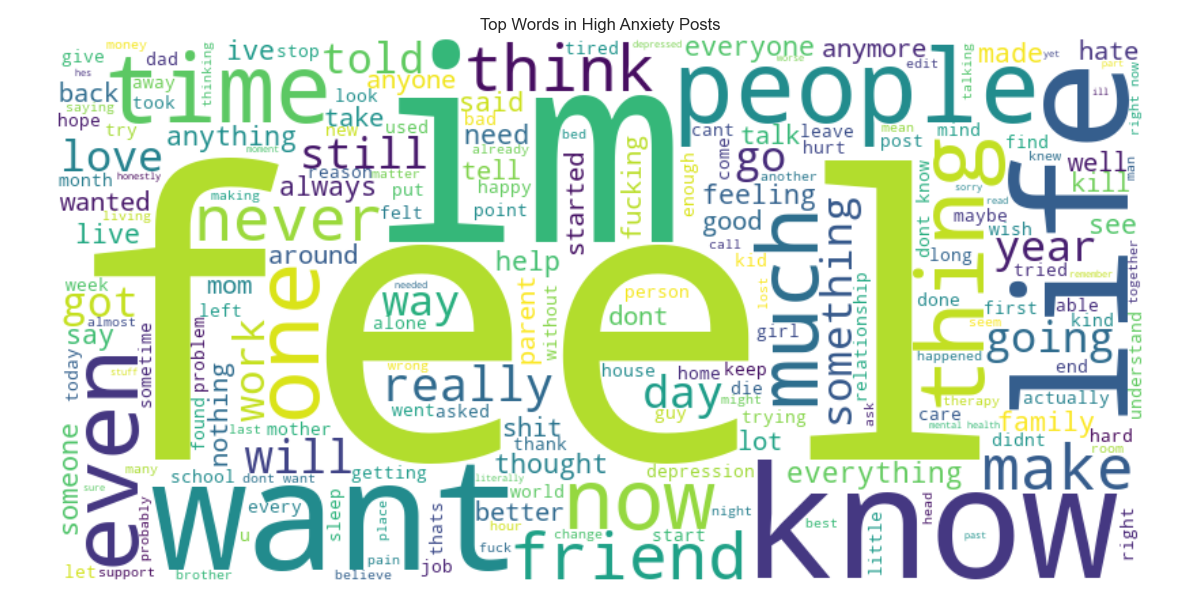 Top Words in High Anxiety Posts
give money dad ive stop told tired depressed everyone anymore made yet hate
hes away thinking time anyone im think worse edit people talking part
back saying took look said bad life ill right now
hope try anything take new used need cant talk leave mean mind find
love moment still reason matter already bed come hurt post knew well man
month honestly making always put tell happy started fucking enough go another feeling thing sorry read kill
wanted living never felt point good much dont know maybe wish see
live around call something year
week mom help kid lost long tried remember together
got left one way needed person without parent dont relationship done first able
almost say alone girl seem kind understand
today sometime problem work wrong house home keep happened going
even stuff found nothing feel really day die might therapy end actually
last mother went asked guy trying ask care mental health family
someone many shit thank lot didnt hard room
school dont want will getting thought depression everything make
sure every want literally world now know
probably sleep place better hour night start best head little past right
u thats fuck friend change
let support brother pain believe job